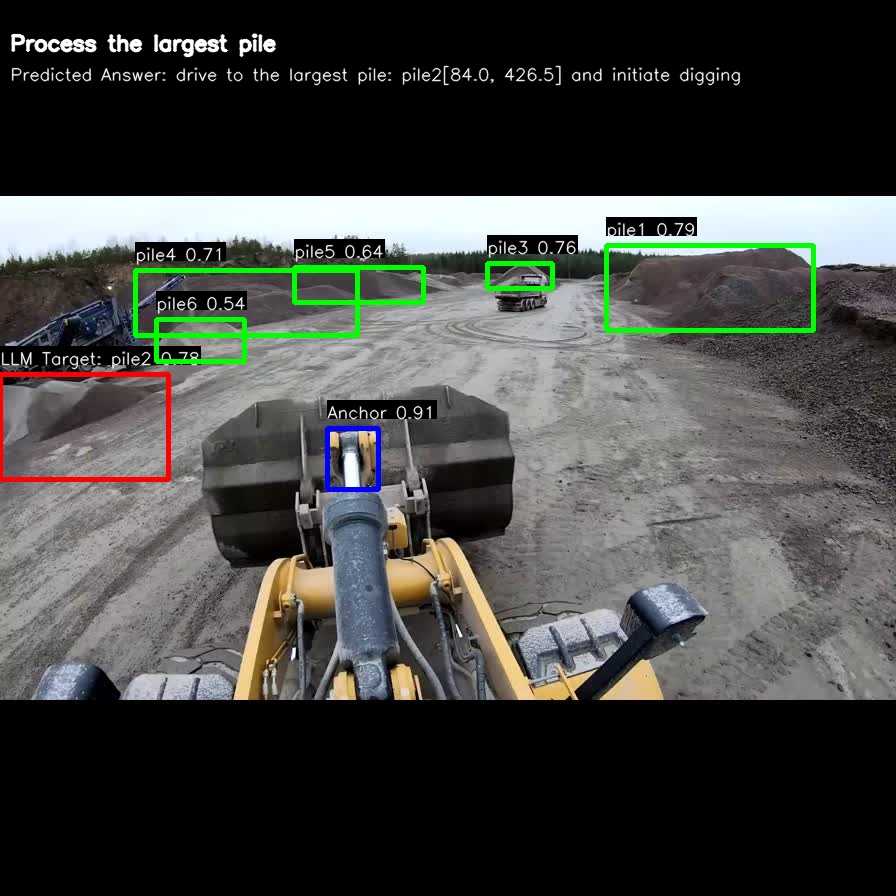 Process the largest pile
Predicted Answer: drive to the largest pile: pile2[84.0, 426.5] and initiate digging
pile1 0.79
pile3 0.76
pile5 0.64
pile4 0.71
pile6 0.54
LLM Target: pile2 0.78
Anchor 0.91